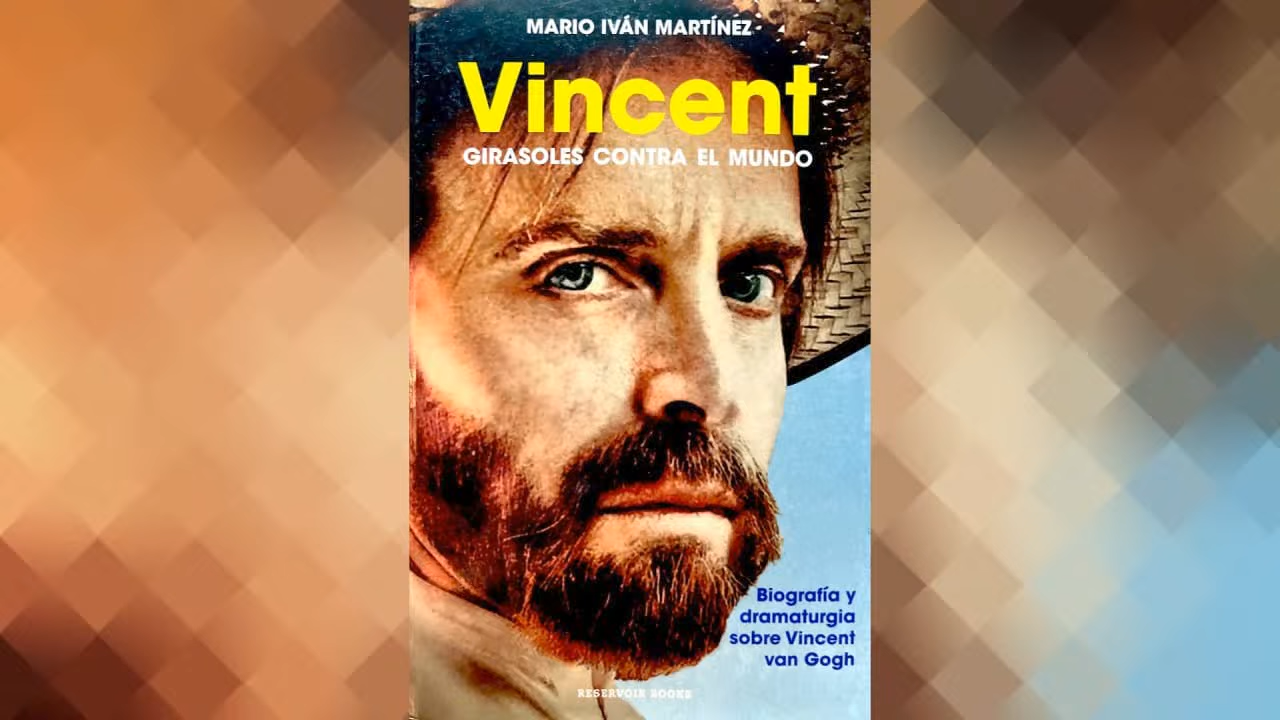 MARIO IVÁN MARTÍNEZ
Vincent
GIRASOLES CONTRA EL MUNDO
Biografía y
dramaturgia
sobre Vincent
van Gogh
RESERVOIR BOOKS